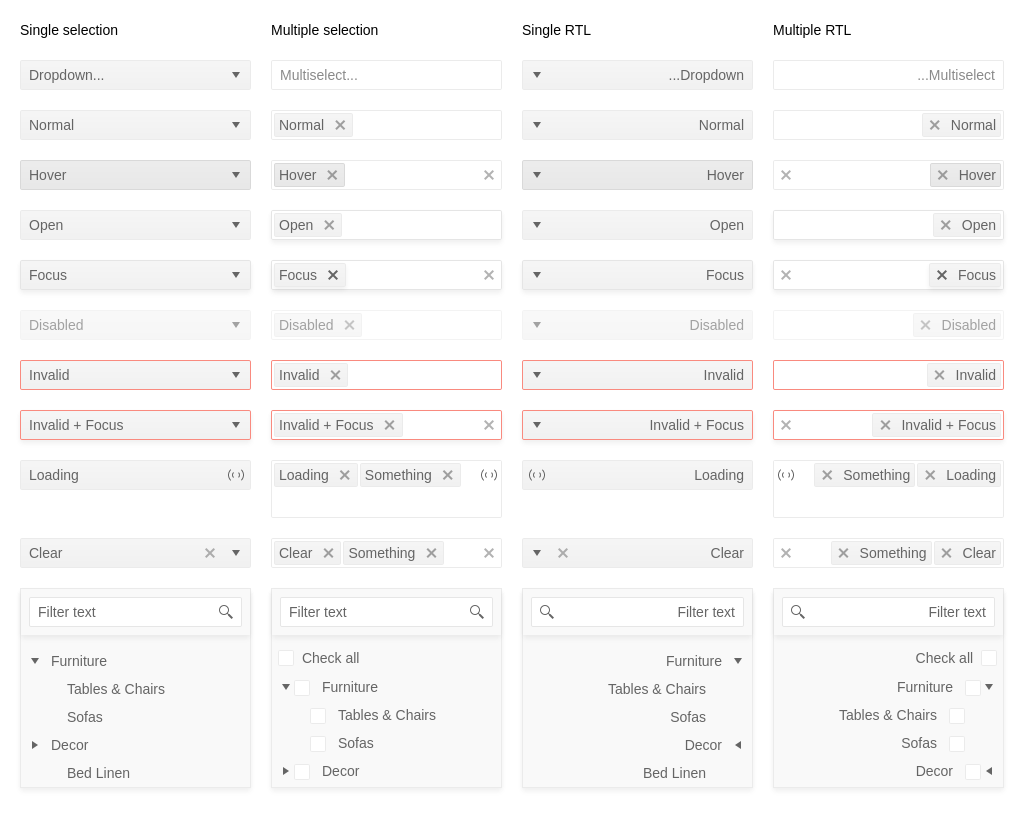 Single selection
Multiple selection
Single RTL
Multiple RTL
Dropdown...
Multiselect...
...Dropdown
...Multiselect
Normal
Normal
Normal
Normal
Hover
Hover
Hover
Hover
Open
Open
Open
Open
Focus
Focus
Focus
Focus
Disabled
Disabled
Disabled
Disabled
Invalid
Invalid
Invalid
Invalid
Invalid + Focus
Invalid + Focus
Invalid + Focus
Invalid + Focus
Loading
Loading Something
Loading
Something Loading
Clear
Clear Something
Clear
Something Clear
Filter text
Filter text
Filter text
Filter text
Furniture
Tables & Chairs
Sofas
Decor
Bed Linen
Check all
Furniture
Tables & Chairs
Sofas
Decor
Furniture
Tables & Chairs
Sofas
Decor
Bed Linen
Check all
Furniture
Tables & Chairs
Sofas
Decor